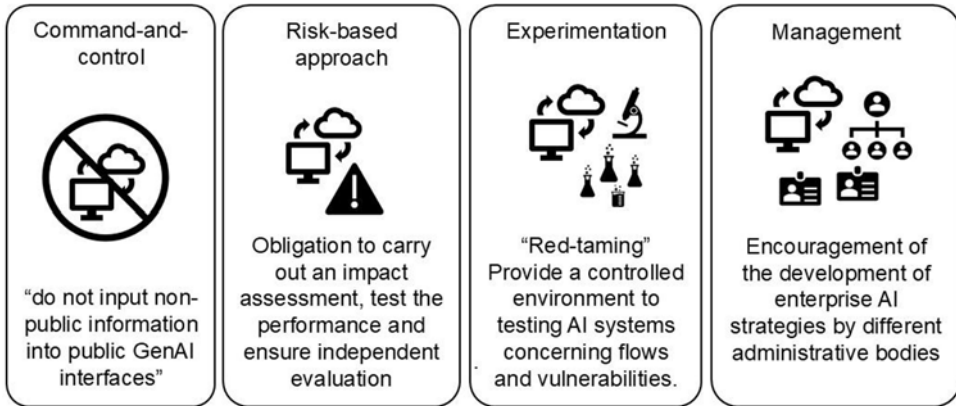 Command-and-
control
“do not input non-
public information
into public GenAI
interfaces”
Risk-based
approach
Obligation to carry
out an impact
assessment, test the
performance and
ensure independent
evaluation
Experimentation
“Red-taming”
Provide a controlled
environment to
testing AI systems
concerning flows
and vulnerabilities.
Management
Encouragement of
the development of
enterprise AI
strategies by different
administrative bodies